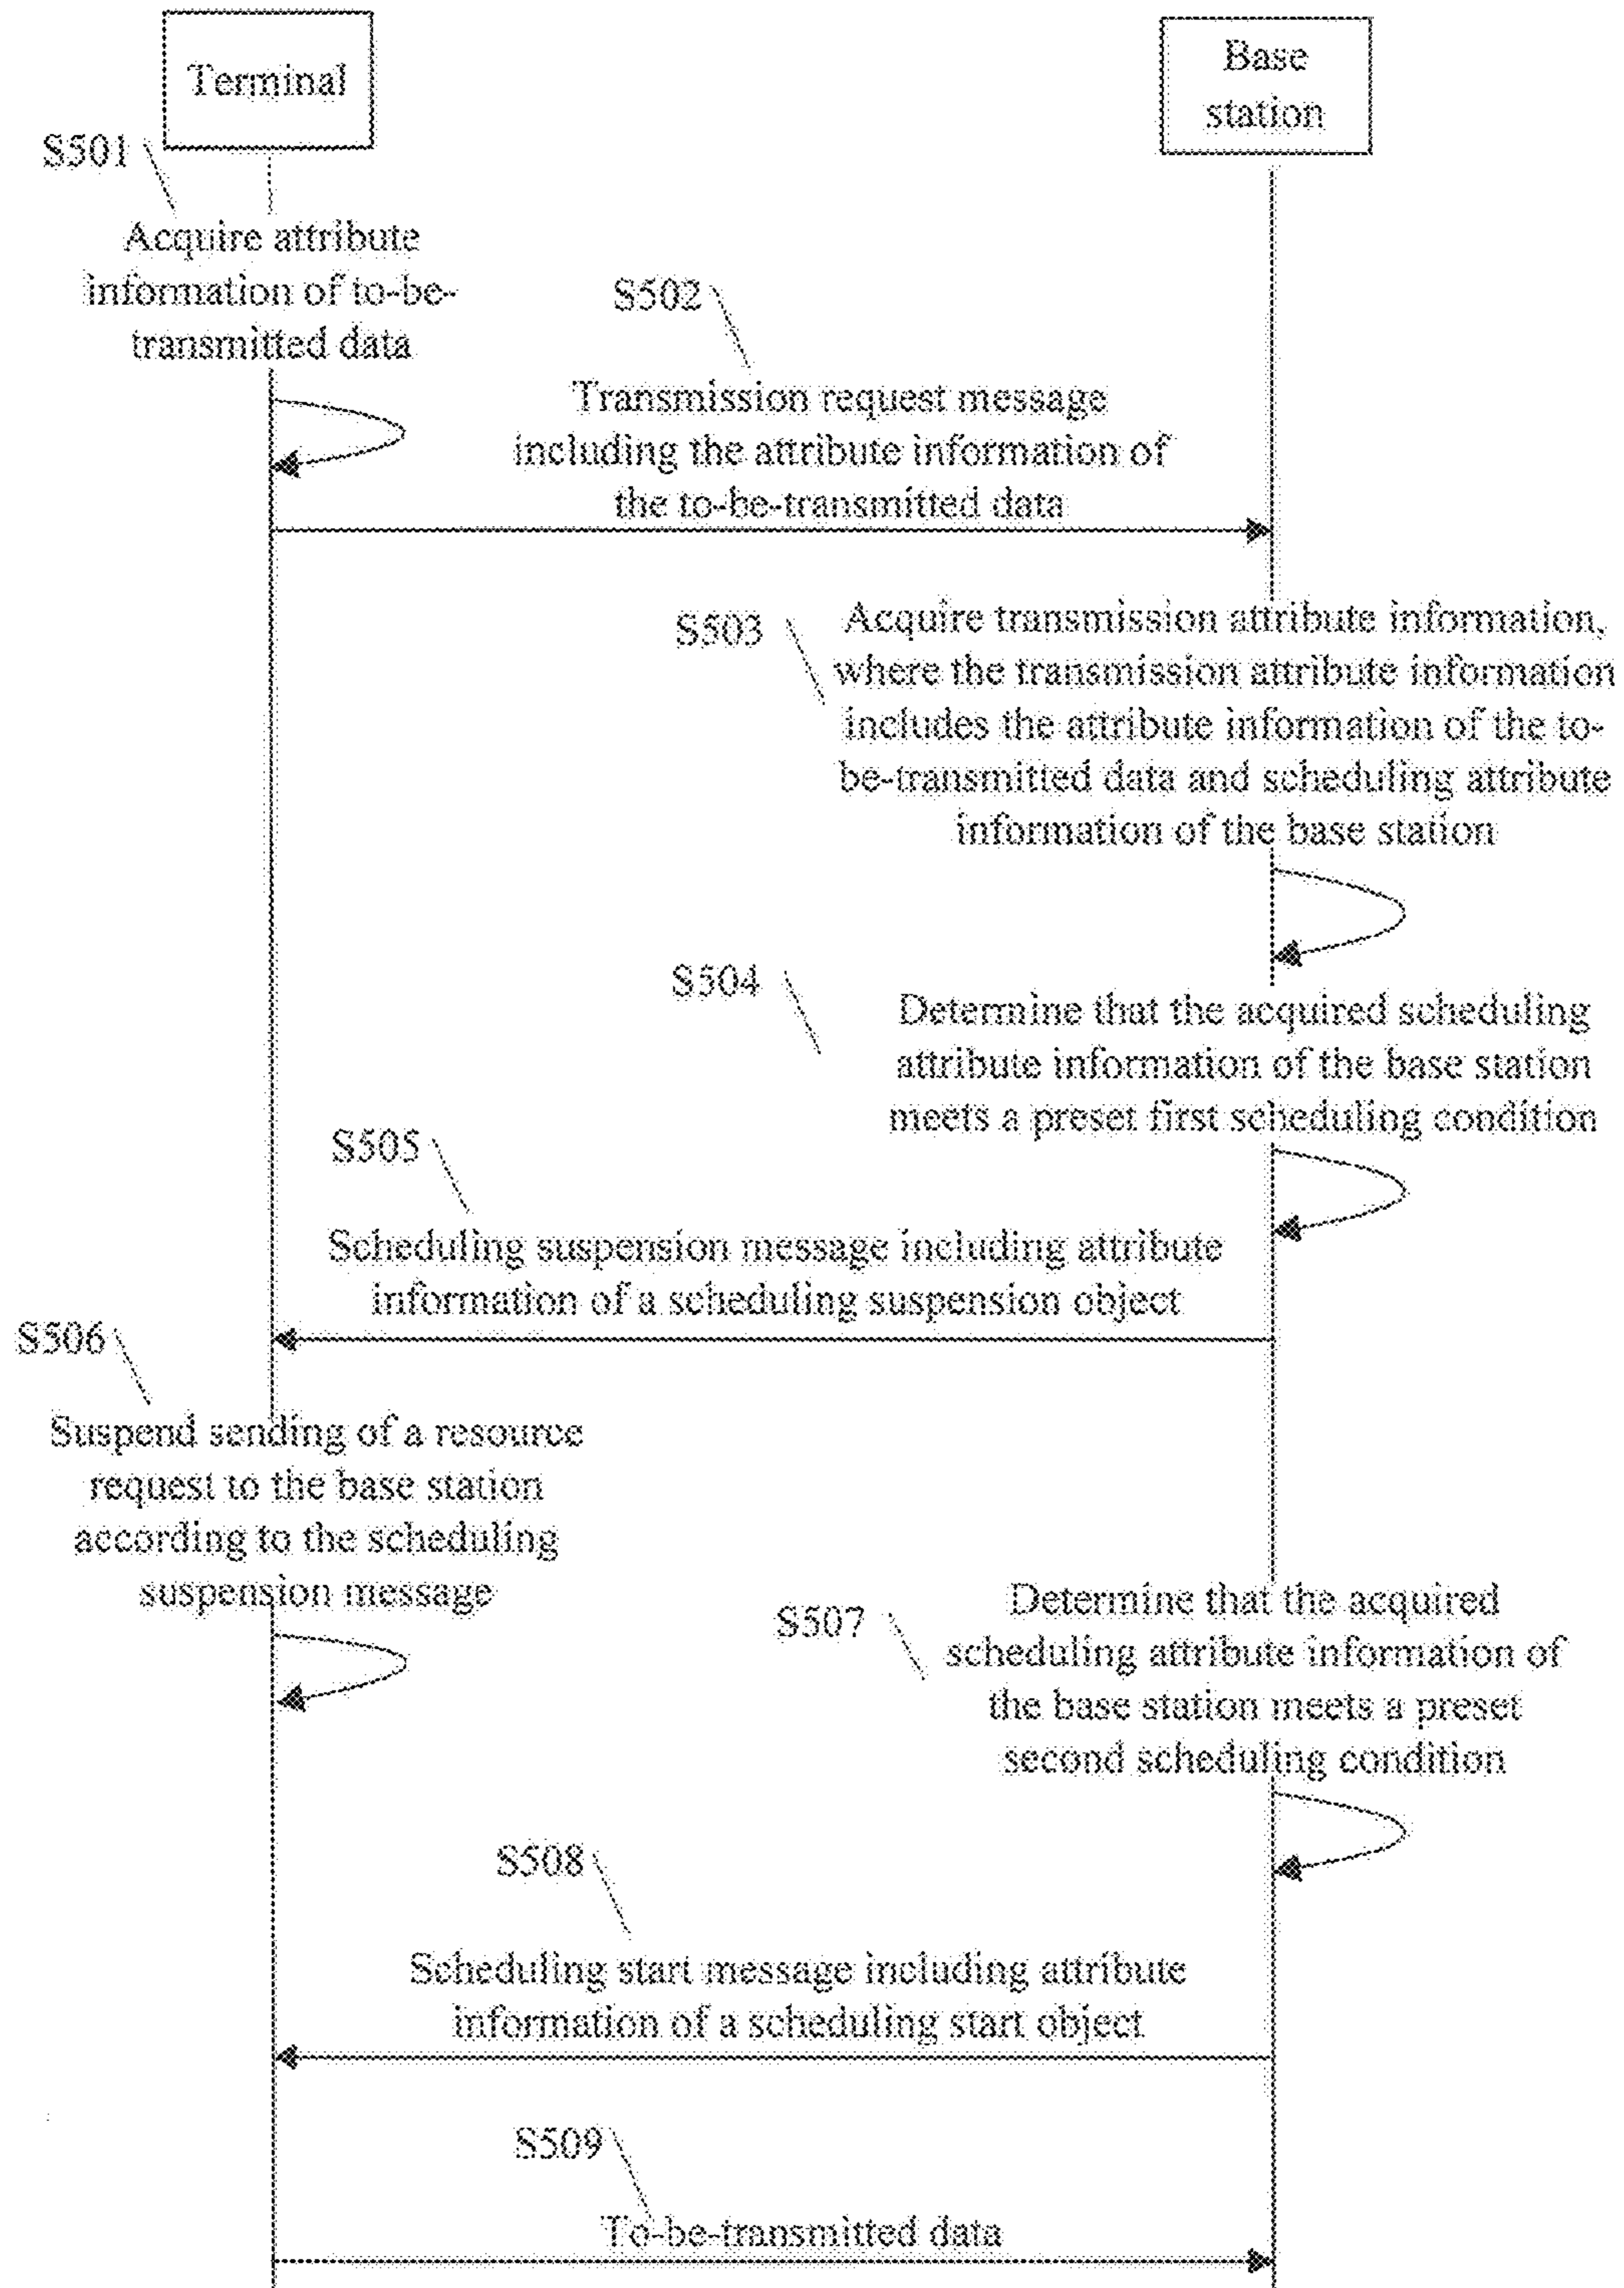 Terminal
Base
station
S501
Acquire attribute
information of to-be-
transmitted data
S502
Transmission request message
including the attribute information of
the to-be-transmitted data
S503
Acquire transmission attribute information,
where the transmission attribute information
includes the attribute information of the to-
be-transmitted data and scheduling attribute
information of the base station
S504
Determine that the acquired scheduling
attribute information of the base station
meets a preset first scheduling condition
S505
Scheduling suspension message including attribute
information of a scheduling suspension object
S506
Suspend sending of a resource
request to the base station
according to the scheduling
suspension message
S507
Determine that the acquired
scheduling attribute information of
the base station meets a preset
second scheduling condition
S508
Scheduling start message including attribute
information of a scheduling start object
S509
To-be-transmitted data